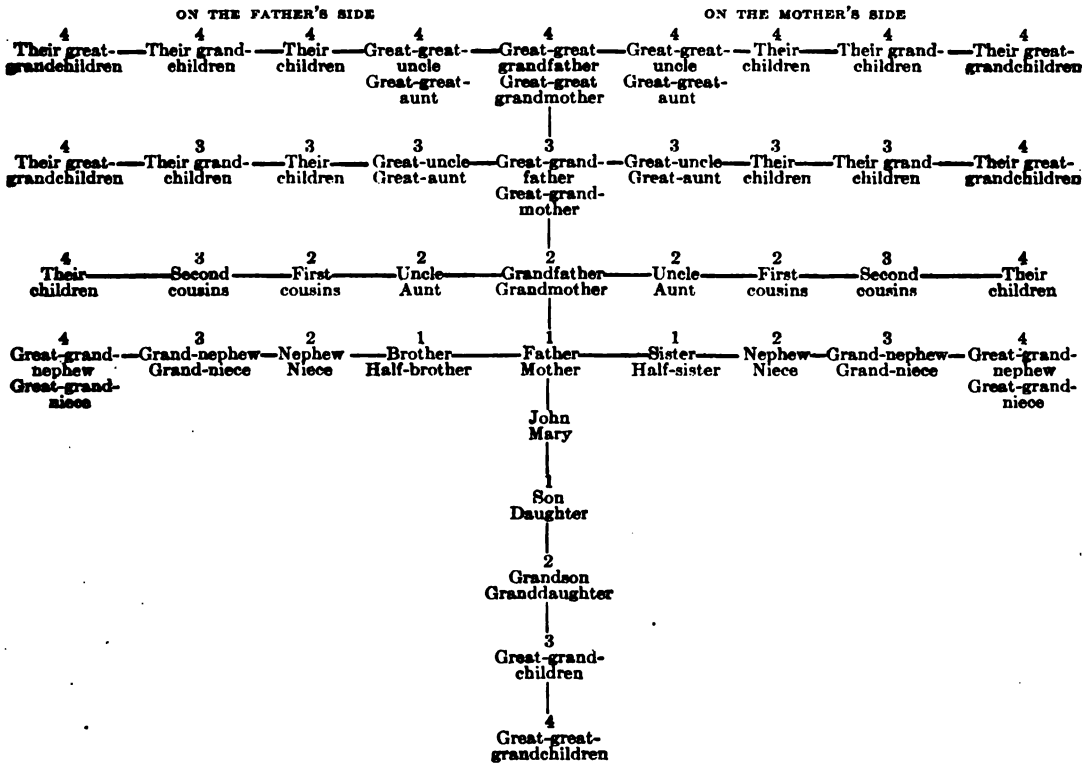 ON THE FATHER'S SIDE ON THE MOTHER'S SIDE
4 4 4 4 4 4 4 4 4
Their great- Their grand- Their Great-great- Great-great Great-great- Their Their grand- Their great-
grandchildren children children uncle grandfather uncle children children grandchildren
Great-great- Great-great Great-great-
aunt grandmother aunt
4 3 3 3 3 3 3 3 4
Their great- Their grand- Their Great-uncle Great-grand- Great-uncle Their Their grand- Their great-
grandchildren children children Great-aunt father Great-aunt children children grandchildren
Great-grand-
mother
4 3 2 2 2 2 2 3 4
Their Second First Uncle Grandfather Uncle First Second Their
children cousins cousins Aunt Grandmother Aunt cousins cousins children
4 3 2 1 1 1 2 3 4
Great-grand- Grand-nephew Nephew Brother Father Sister Nephew Grand-nephew Great-grand-
nephew Grand-niece Niece Half-brother Mother Half-sister Niece Grand-niece nephew
Great-grand- Great-grand-
niece niece
John
Mary
1
Son
Daughter
2
Grandson
Granddaughter
3
Great-grand-
children
4
Great-great-
grandchildren